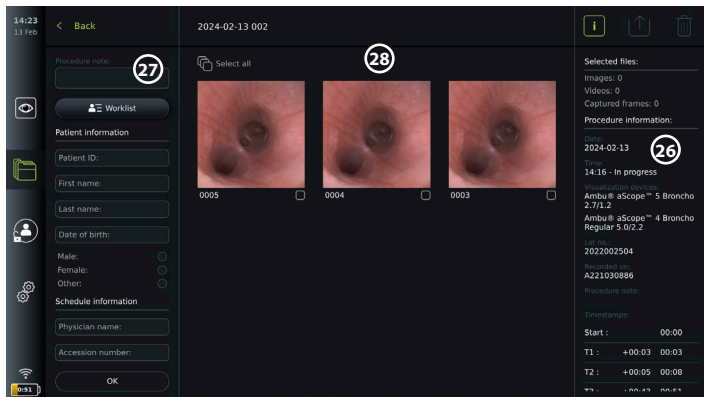 14:23
13 Feb
0:51
Back
Procedure note:
27
Worklist
Patient information
Patient ID:
First name:
Last name:
Date of birth:
Male:
Female:
Other:
Schedule information
Physician name:
Accession number:
OK
2024-02-13 002
Select all
28
0005
0004
0003
i
Selected files:
Images: 0
Videos: 0
Captured frames: 0
Procedure information:
26
Date:
2024-02-13
Time:
14:16 - In progress
Visualization devices:
Ambu® aScope™ 5 Broncho
2.7/1.2
Ambu® aScope™ 4 Broncho
Regular 5.0/2.2
Lot no.:
2022002504
Recorded on:
A221030886
Procedure note:
Timestamps:
Start : 00:00
T1 : +00:03 00:03
T2 : +00:05 00:08
T3 : +00:43 00:51